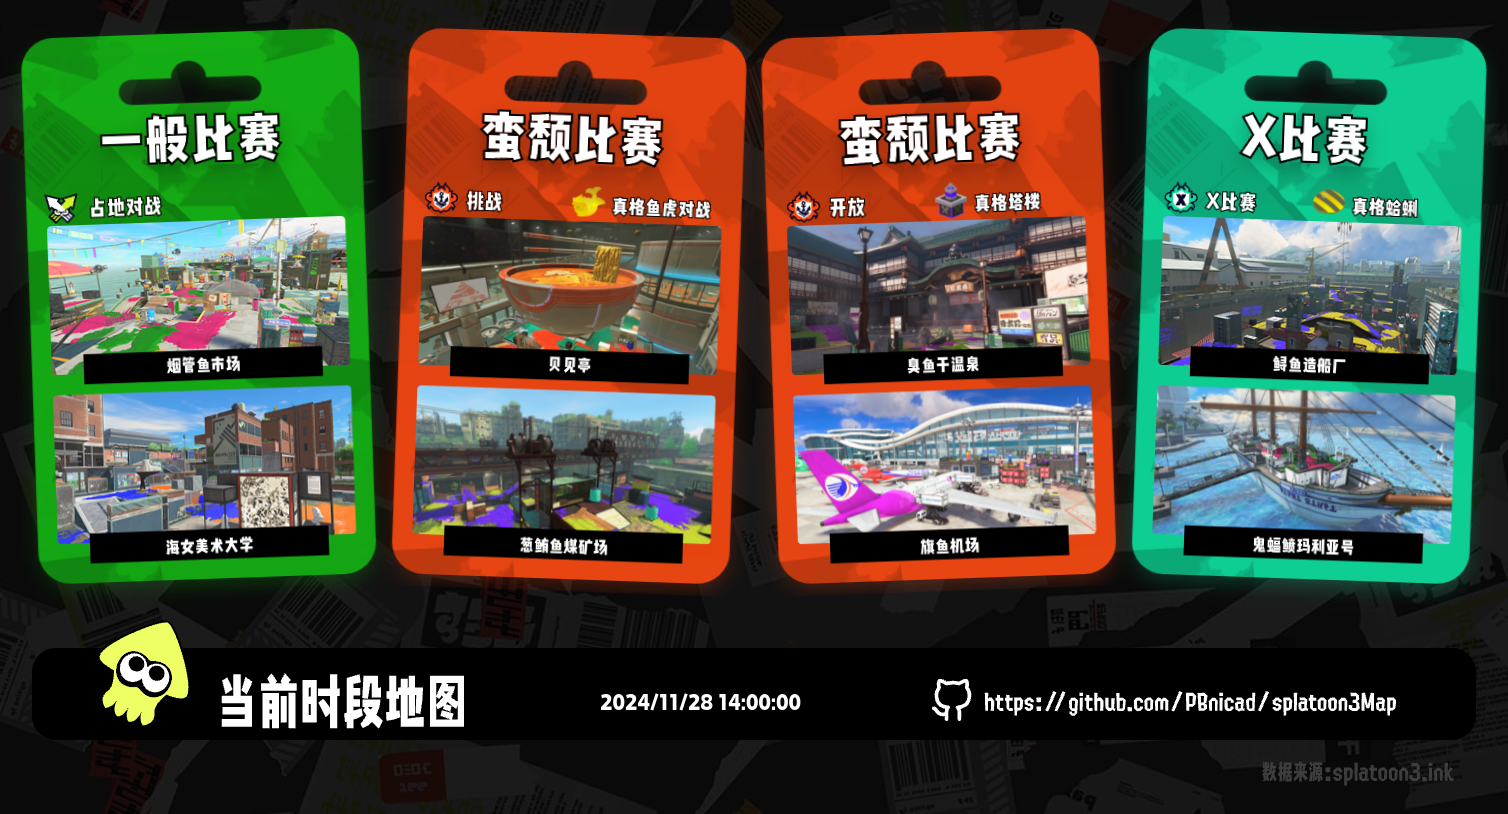 一般比赛
占地对战
烟管鱼市场
海女美术大学
蛮颓比赛
挑战
真格鱼虎对战
贝见亭
葱鲔鱼煤矿场
蛮颓比赛
开放
真格塔楼
臭鱼干温泉
旗鱼机场
X比赛
X比赛
真格蛤蜊
鲟鱼造船厂
鬼蝠鲼玛利亚号
当前时段地图
2024/11/28 14:00:00
https://github.com/PBnicad/splatoon3Map
数据来源:splatoon3.ink